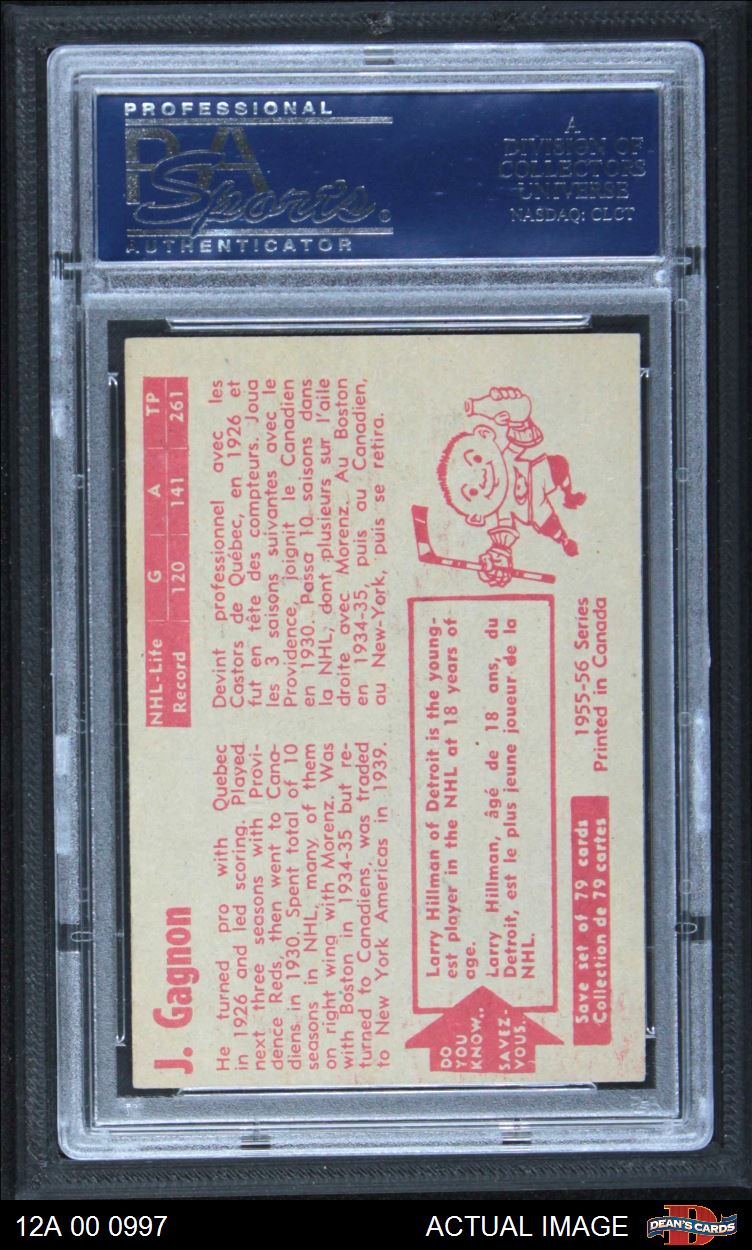 PROFESSIONAL
PSA
Sports®
AUTHENTICATOR
A
DIVISION OF
COLLECTORS
UNIVERSE
NASDAQ: CLCT
J. Gagnon
NHL-Life Record G A TP
120 141 261
He turned pro with Quebec
in 1926 and led scoring. Played
next three seasons with Provi-
dence Reds, then went to Cana-
diens in 1930. Spent total of 10
seasons in NHL, many of them
on right wing with Morenz. Was
with Boston in 1934-35 but re-
turned to Canadiens, was traded
to New York Americas in 1939.
Devint professionnel avec les
Castors de Québec, en 1926 et
fut en tête des compteurs. Joua
les 3 saisons suivantes avec le
Providence, joignit le Canadien
en 1930. Passa 10 saisons dans
la NHL, dont plusieurs sur l'aile
droite avec Morenz. Au Boston
en 1934-35, puis au Canadien,
au New-York, puis se retira.
DO
YOU
KNOW..
SAVEZ-
VOUS..
Larry Hillman of Detroit is the young-
est player in the NHL at 18 years of
age.
Larry Hillman, âgé de 18 ans, du
Detroit, est le plus jeune joueur de la
NHL.
Save set of 79 cards
Collection de 79 cartes
1955-56 Series
Printed in Canada
12A 00 0997
ACTUAL IMAGE
DEAN'S CARDS